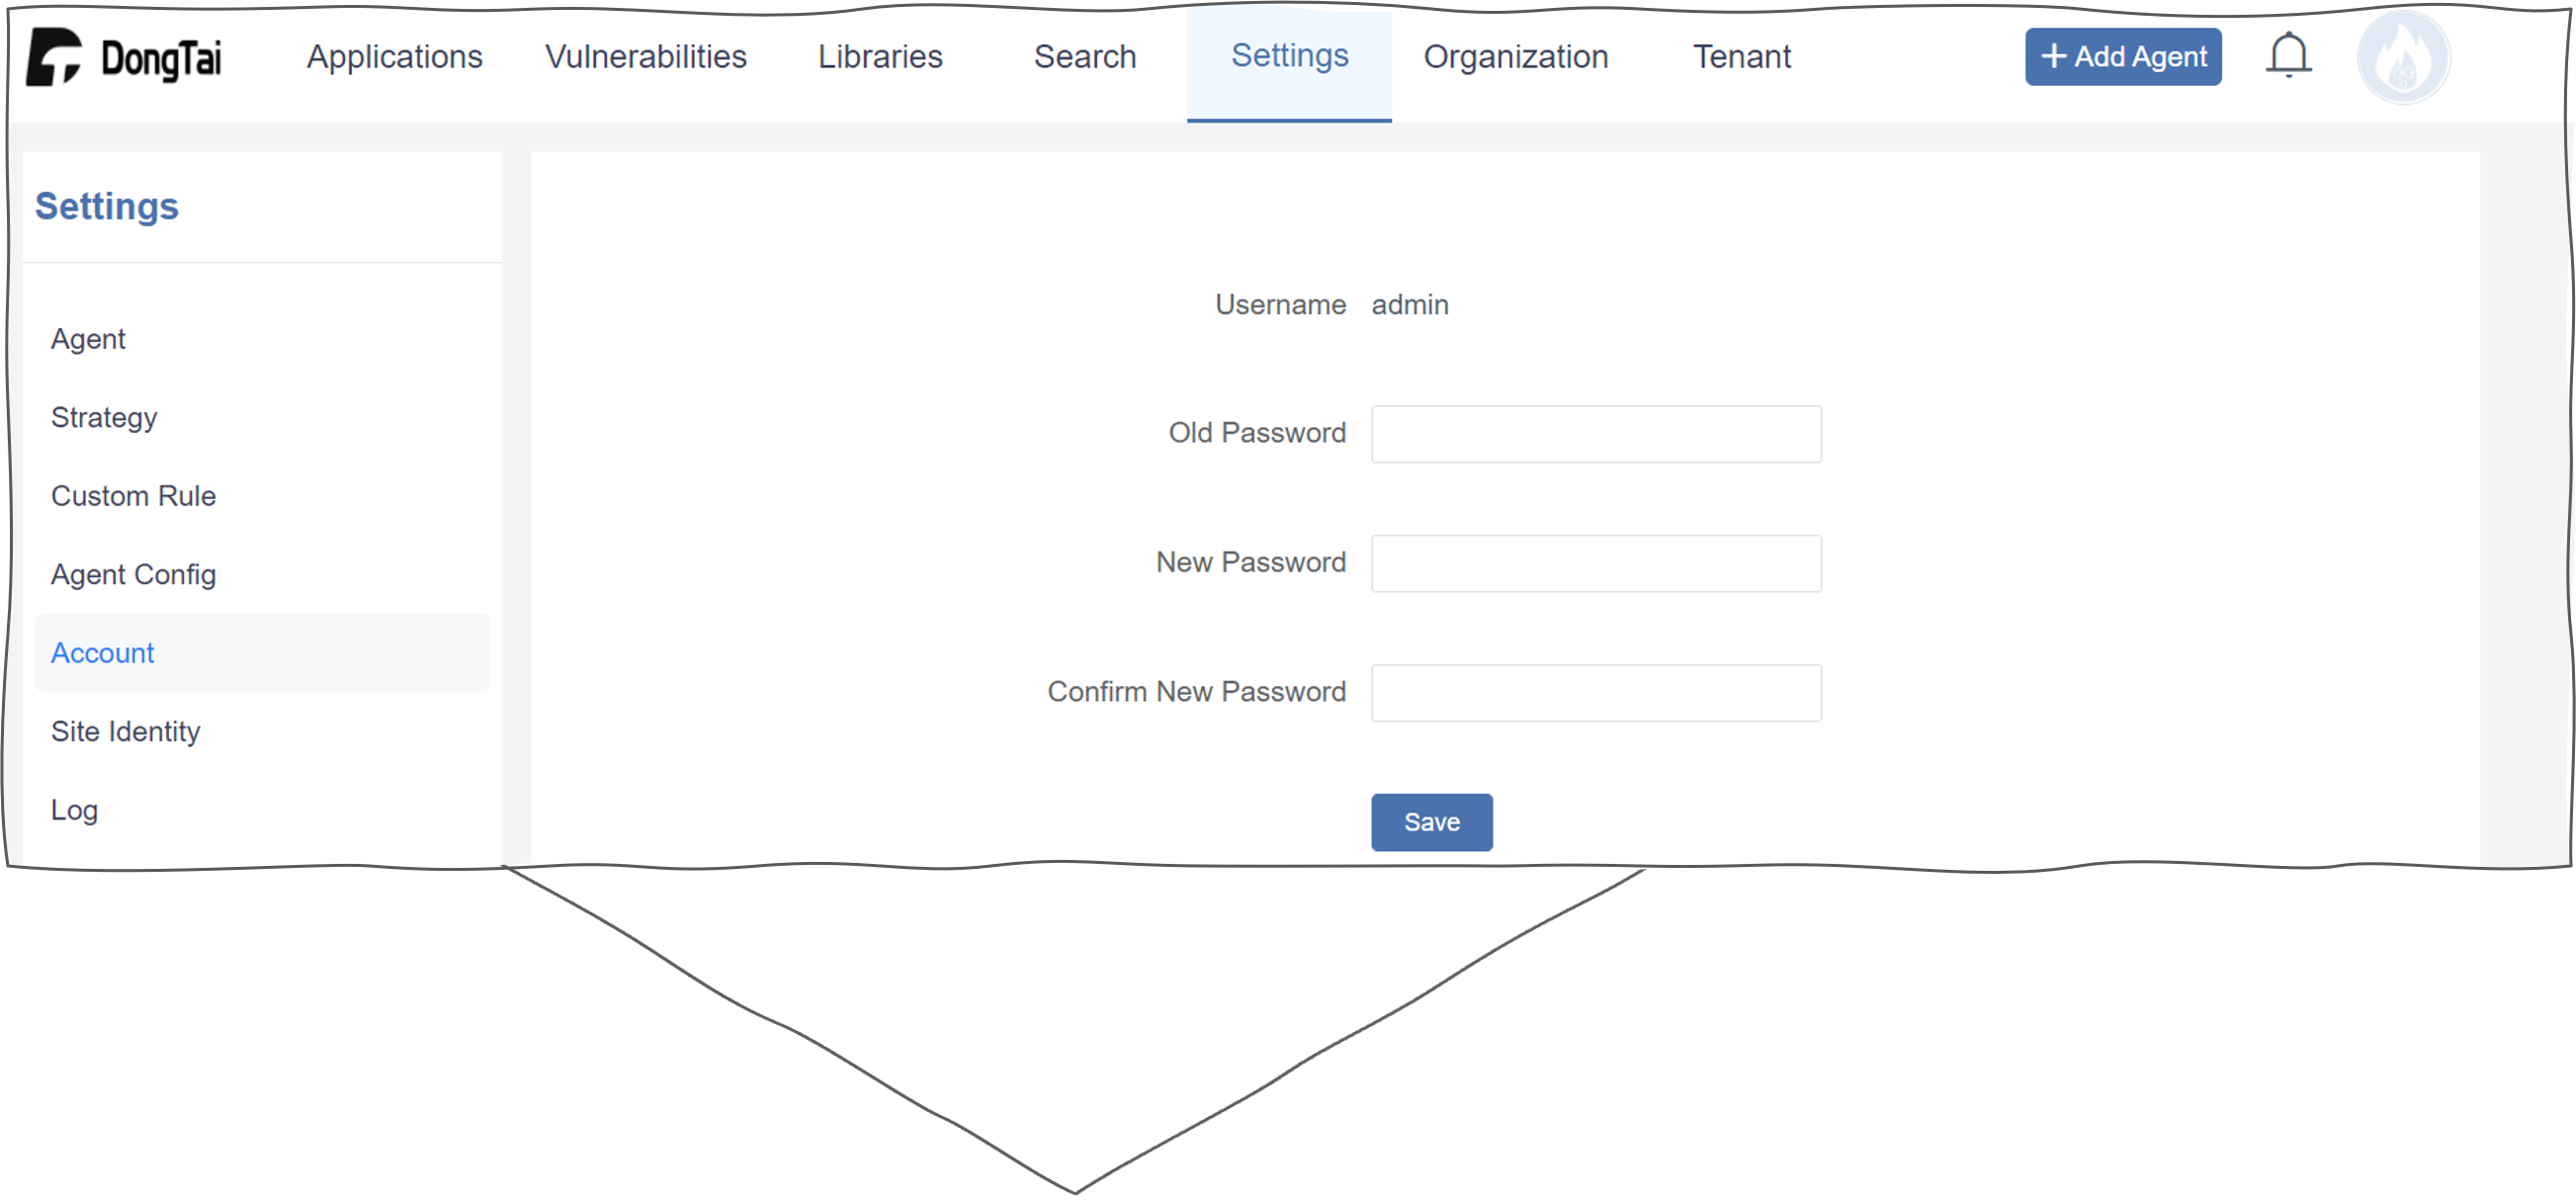 DongTai Applications Vulnerabilities Libraries Search Settings Organization Tenant + Add Agent
Settings
Agent
Strategy
Custom Rule
Agent Config
Account
Site Identity
Log
Username admin
Old Password
New Password
Confirm New Password
Save